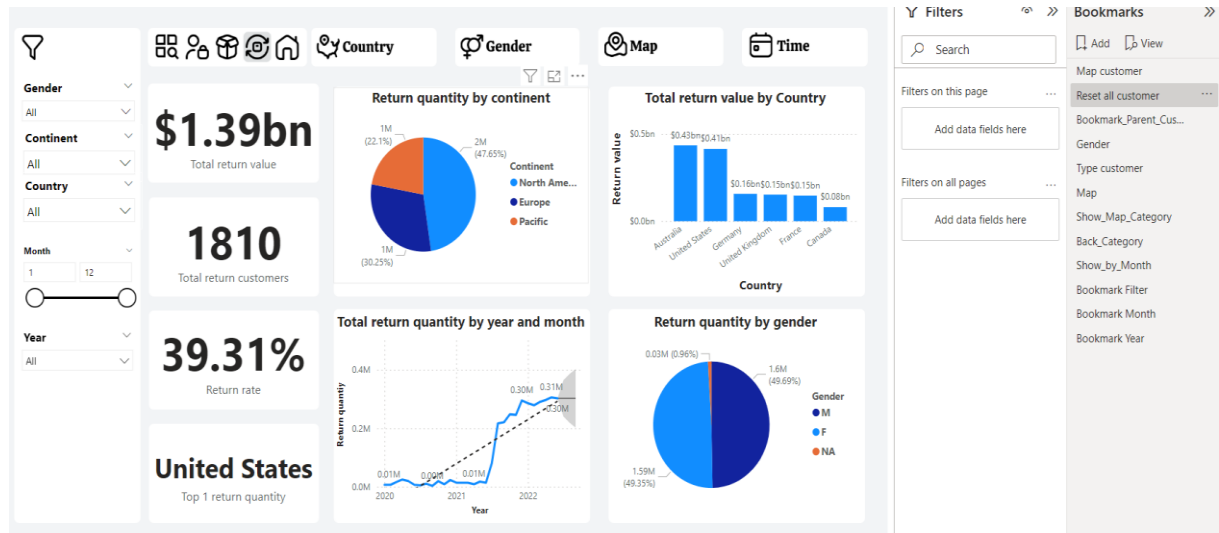 Country
Gender
Map
Time
Gender
All
Continent
All
Country
All
Month
1
12
Year
All
$1.39bn
Total return value
1810
Total return customers
39.31%
Return rate
United States
Top 1 return quantity
Return quantity by continent
1M
(22.1%)
2M
(47.65%)
1M
(30.25%)
Continent
North Ame...
Europe
Pacific
Total return value by Country
Return value
$0.5bn
$0.0bn
$0.43bn
$0.41bn
$0.16bn
$0.15bn
$0.15bn
$0.08bn
Australia
United States
Germany
United Kingdom
France
Canada
Country
Total return quantity by year and month
Return quantiy
0.4M
0.2M
0.0M
0.01M
0.00M
0.01M
0.30M
0.31M
0.30M
2020
2021
2022
Year
Return quantity by gender
0.03M (0.96%)
1.6M
(49.69%)
1.59M
(49.35%)
Gender
M
F
NA
Filters
Search
Filters on this page
...
Add data fields here
Filters on all pages
...
Add data fields here
Bookmarks
Add
View
Map customer
Reset all customer
...
Bookmark_Parent_Cus...
Gender
Type customer
Map
Show_Map_Category
Back_Category
Show_by_Month
Bookmark Filter
Bookmark Month
Bookmark Year